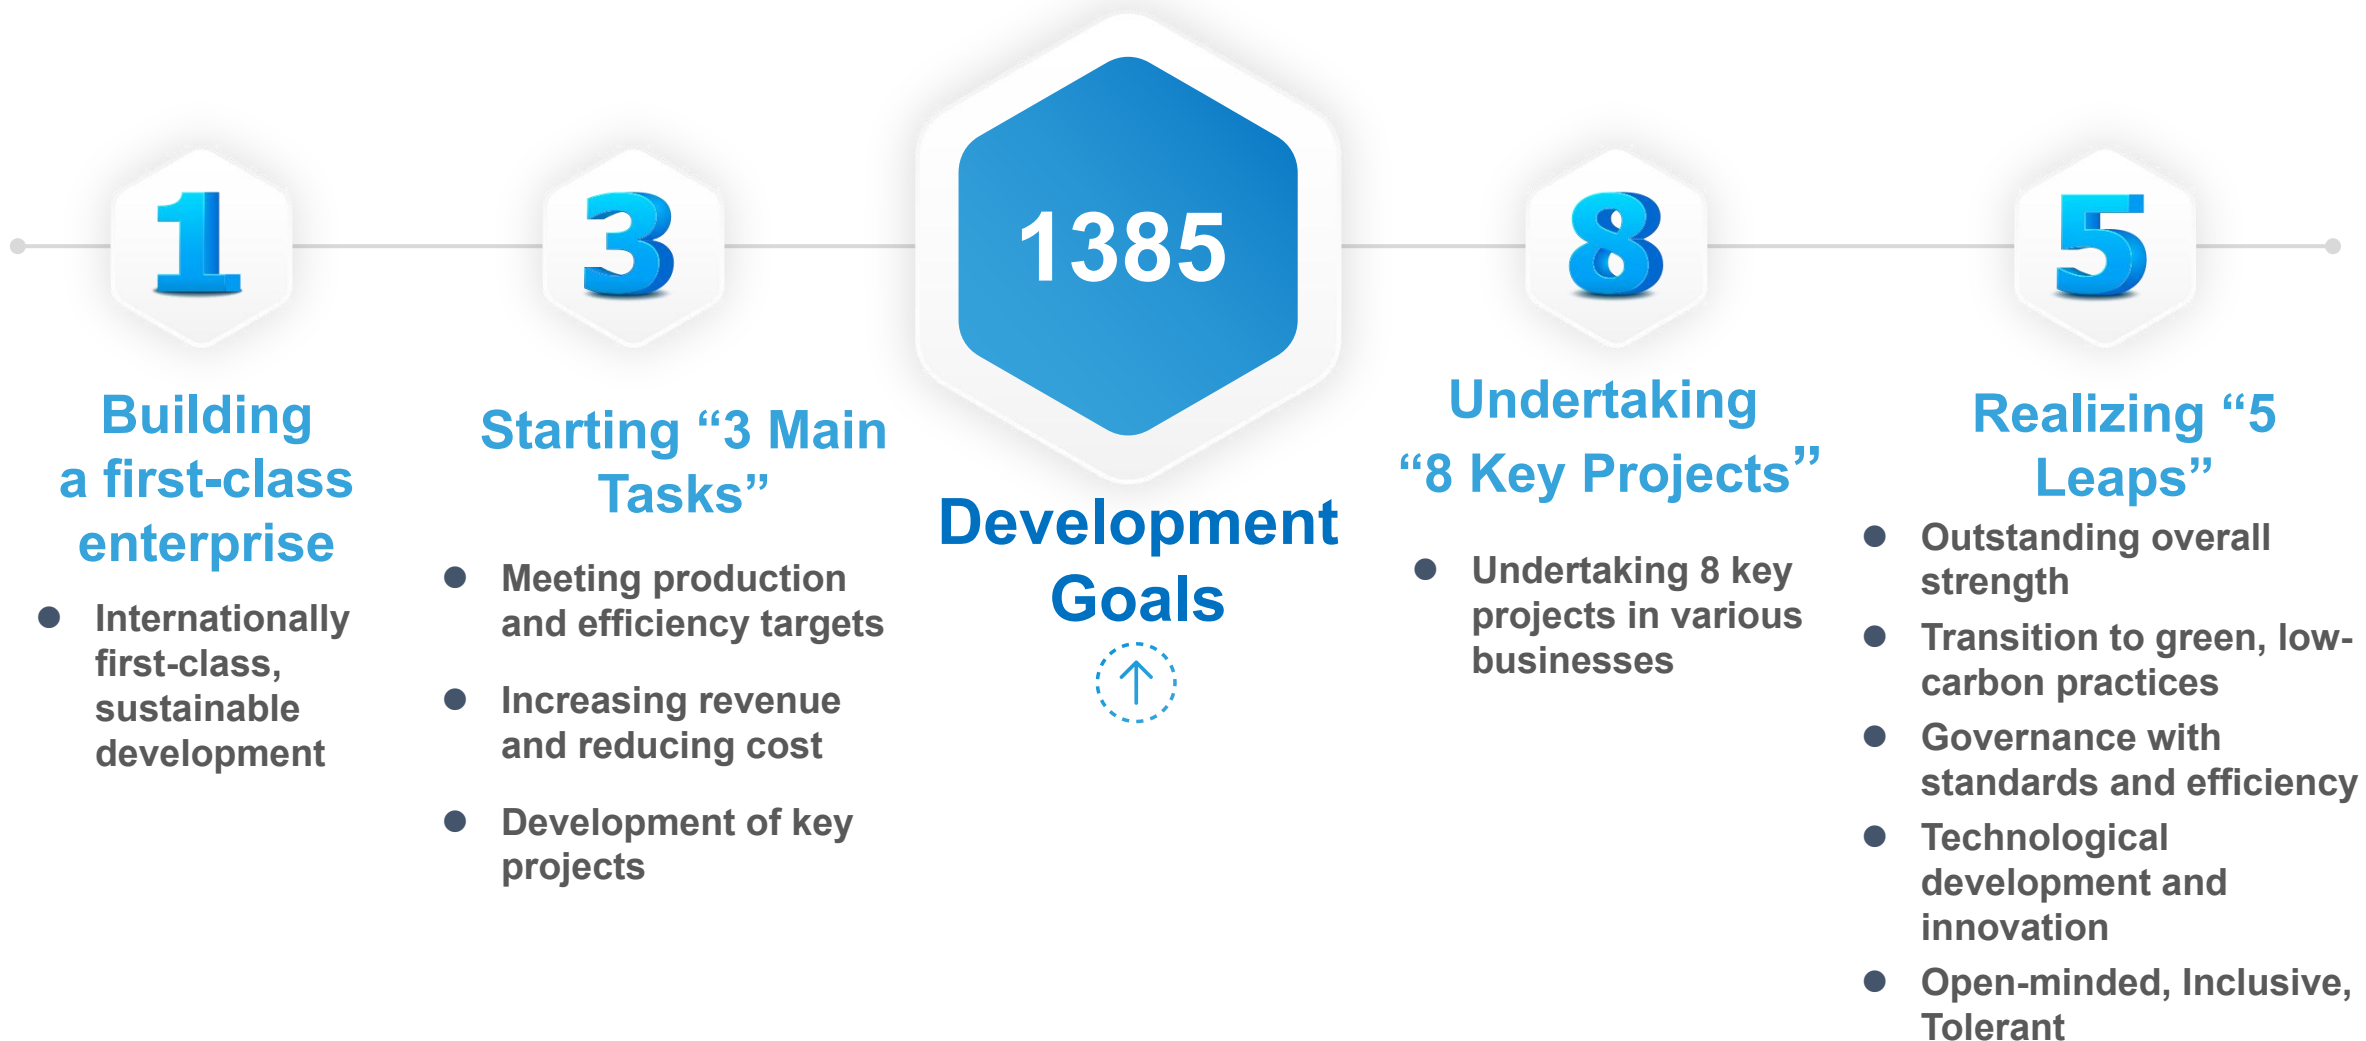 1
Building
a first-class
enterprise
● Internationally
first-class,
sustainable
development
3
Starting “3 Main
Tasks”
● Meeting production
and efficiency targets
● Increasing revenue
and reducing cost
● Development of key
projects
1385
Development
Goals
8
Undertaking
“8 Key Projects”
● Undertaking 8 key
projects in various
businesses
5
Realizing “5
Leaps”
● Outstanding overall
strength
● Transition to green, low-
carbon practices
● Governance with
standards and efficiency
● Technological
development and
innovation
● Open-minded, Inclusive,
Tolerant